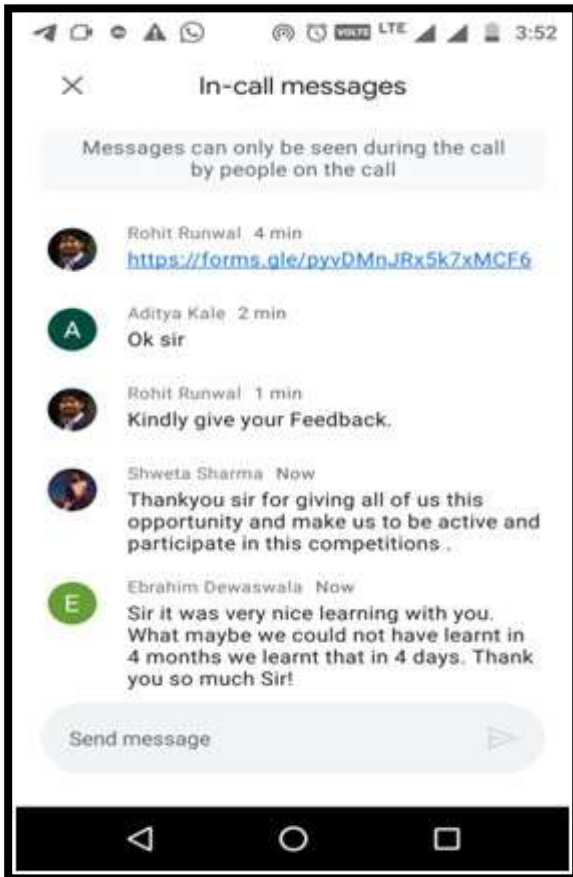 VOLTE LTE 3:52
In-call messages
Messages can only be seen during the call
by people on the call
Rohit Runwal 4 min
https://forms.gle/pyvDMnJRx5k7xMCF6
A
Aditya Kale 2 min
Ok sir
Rohit Runwal 1 min
Kindly give your Feedback.
Shweta Sharma Now
Thankyou sir for giving all of us this
opportunity and make us to be active and
participate in this competitions .
E
Ebrahim Dewaswala Now
Sir it was very nice learning with you.
What maybe we could not have learnt in
4 months we learnt that in 4 days. Thank
you so much Sir!
Send message